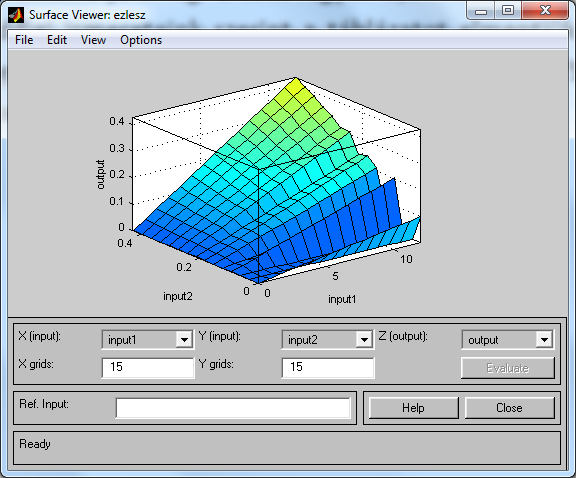 Surface Viewer: ezlesz
File Edit View Options
0.4
0.3
0.2
0.1
0
output
0.4
0.2
0
input2
0
5
10
input1
X (input): input1 Y (input): input2 Z (output): output
X grids: 15 Y grids: 15 Evaluate
Ref. Input: Help Close
Ready